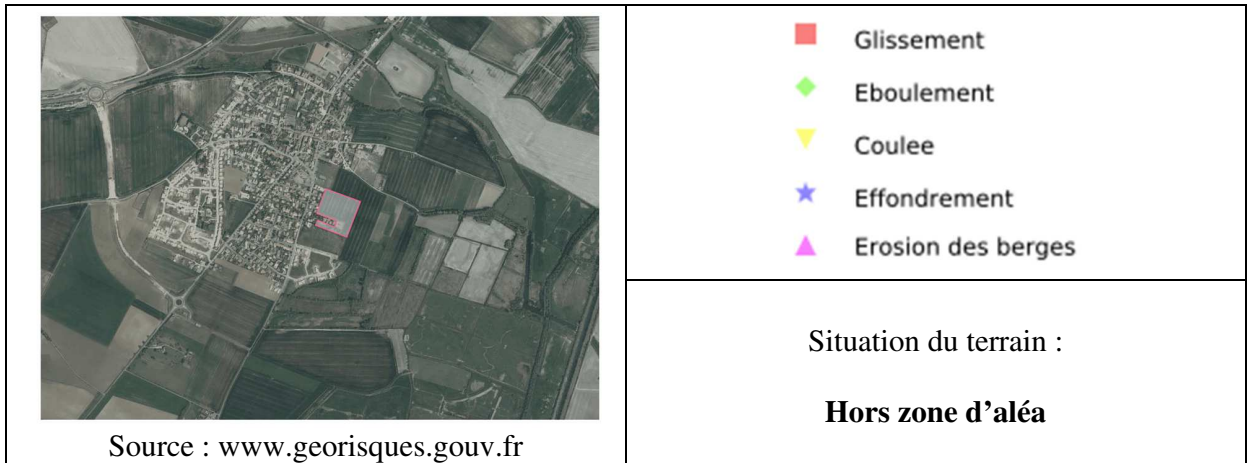 Source : www.georisques.gouv.fr
Glissement
Eboulement
Coulee
Effondrement
Erosion des berges
Situation du terrain :
Hors zone d’aléa